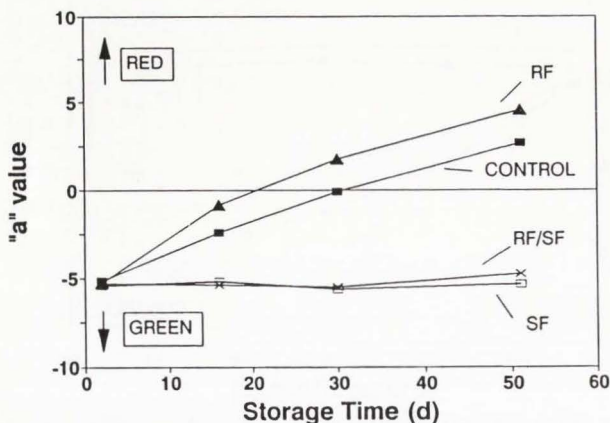 10
RED
RF
5
CONTROL
"a" value
0
RF/SF
-5
GREEN
SF
-10
0 10 20 30 40 50 60
Storage Time (d)